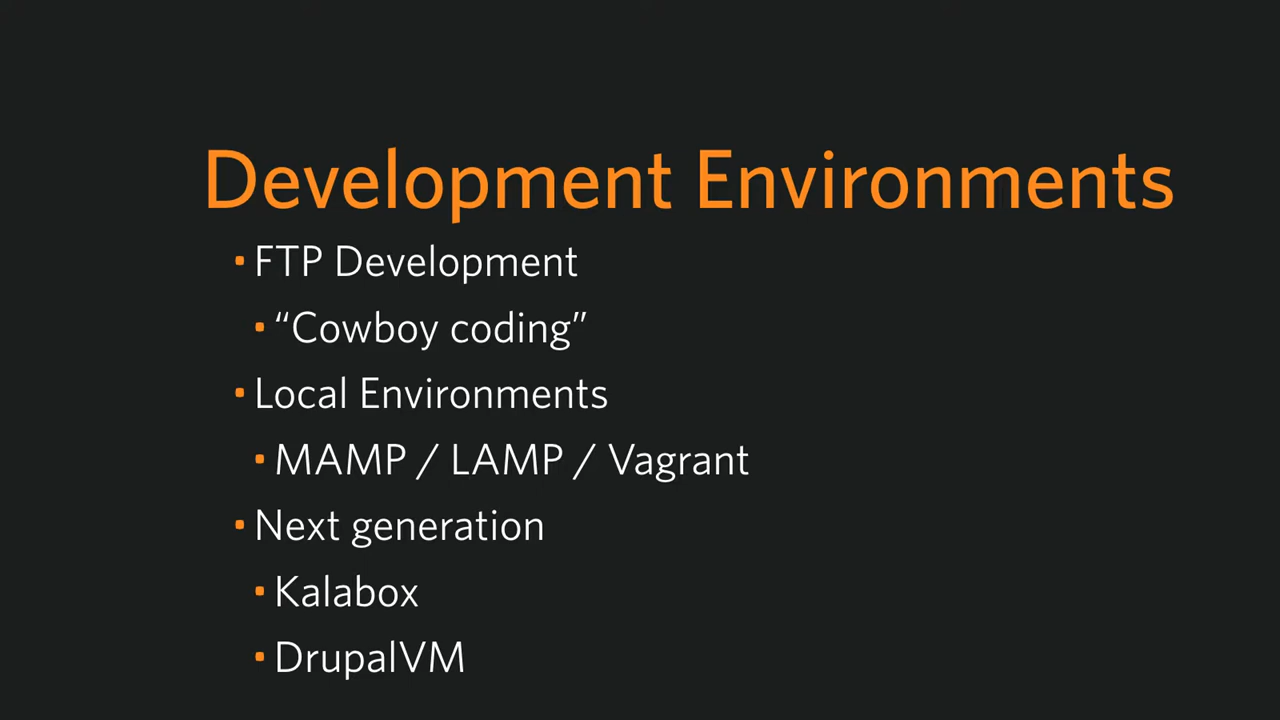 Development Environments
▪ FTP Development
▪ “Cowboy coding”
▪ Local Environments
▪ MAMP / LAMP / Vagrant
▪ Next generation
▪ Kalabox
▪ DrupalVM